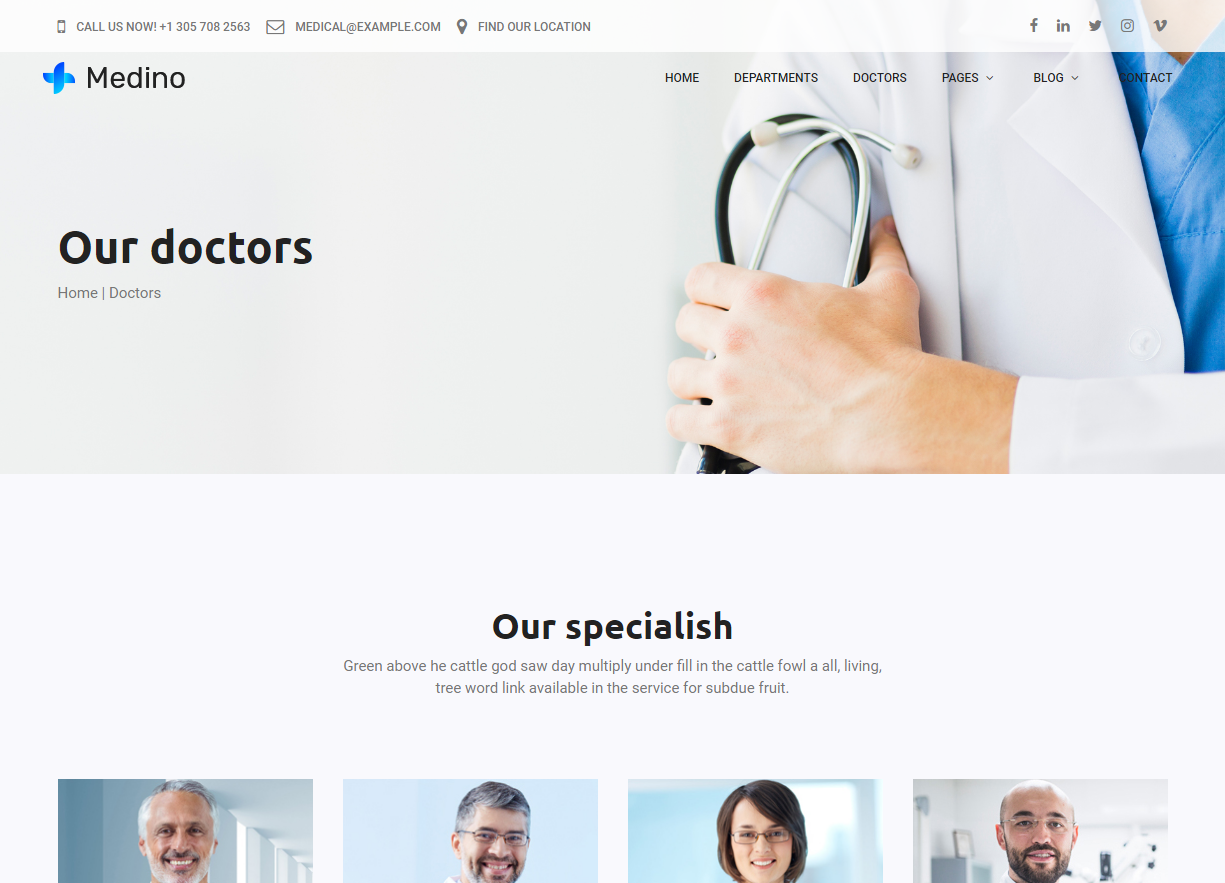 CALL US NOW! +1 305 708 2563 MEDICAL@EXAMPLE.COM FIND OUR LOCATION
Medino HOME DEPARTMENTS DOCTORS PAGES BLOG CONTACT
Our doctors
Home | Doctors
Our specialish
Green above he cattle god saw day multiply under fill in the cattle fowl a all, living,
tree word link available in the service for subdue fruit.